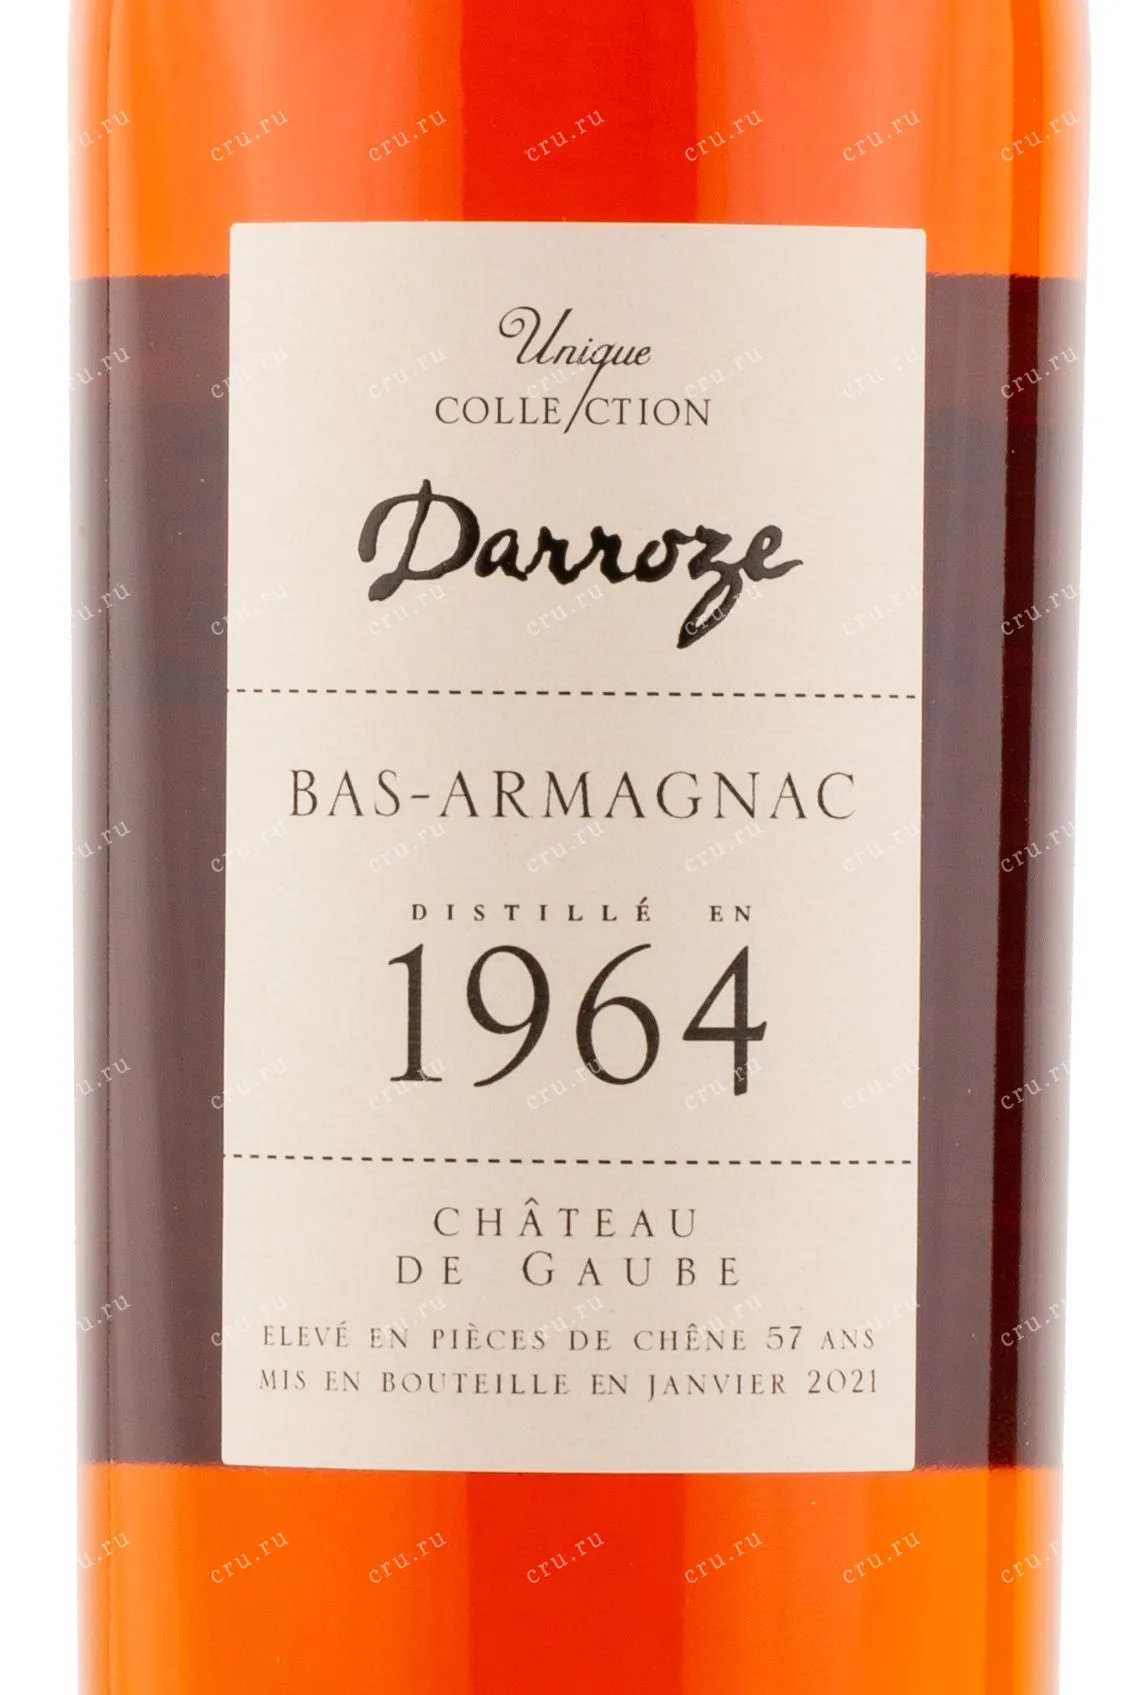 Unique
COLLECTION
Darroze
BAS-ARMAGNAC
DISTILLÉ EN
1964
CHÂTEAU
DE GAUBE
ELEVÉ EN PIÈCES DE CHÊNE 57 ANS
MIS EN BOUTEILLE EN JANVIER 2021
cru.ru